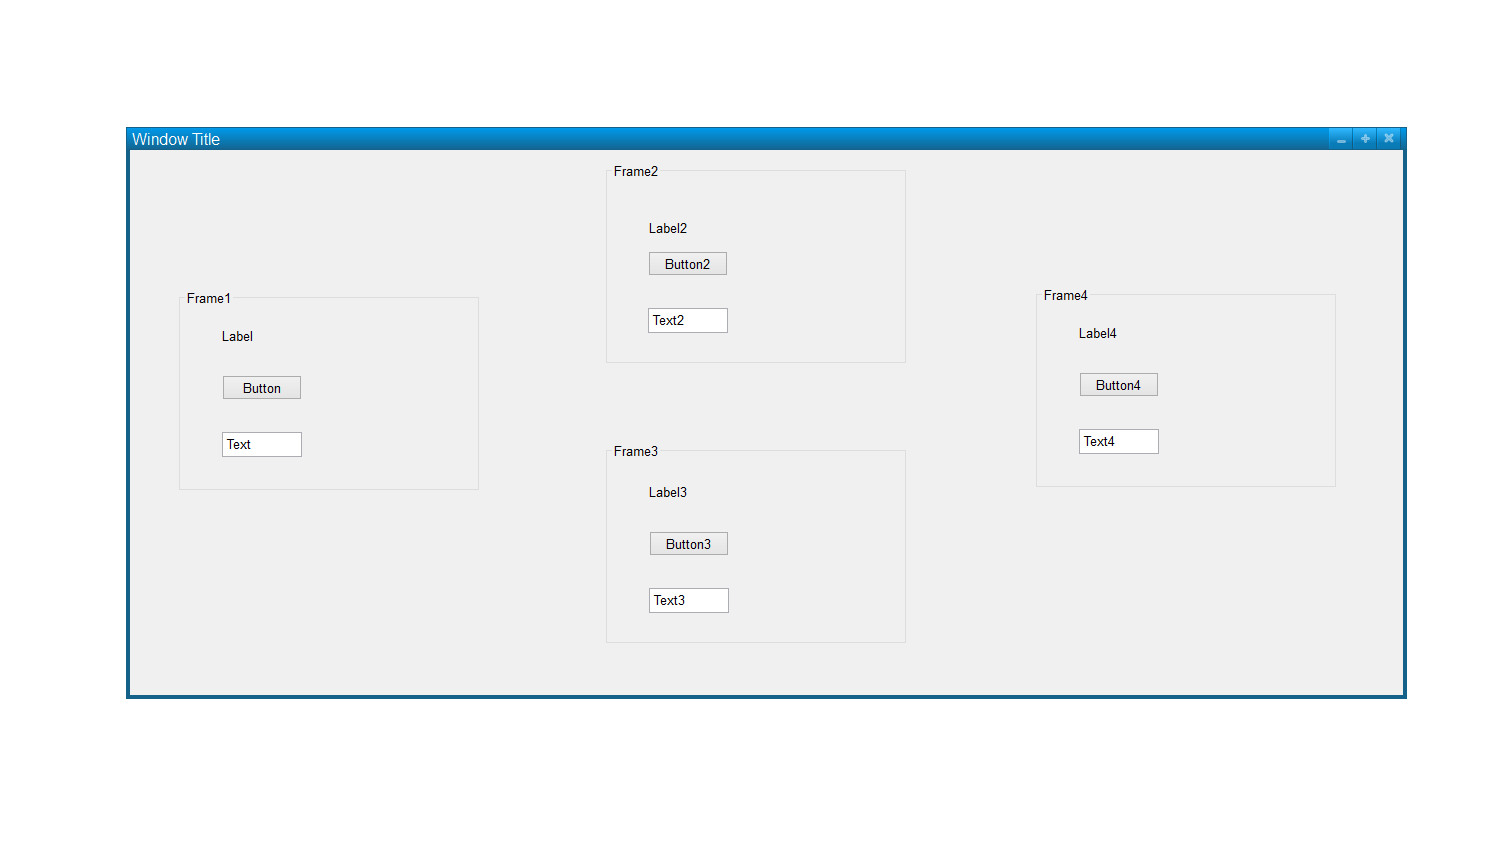 Window Title
Frame1
Label
Button
Text
Frame2
Label2
Button2
Text2
Frame3
Label3
Button3
Text3
Frame4
Label4
Button4
Text4